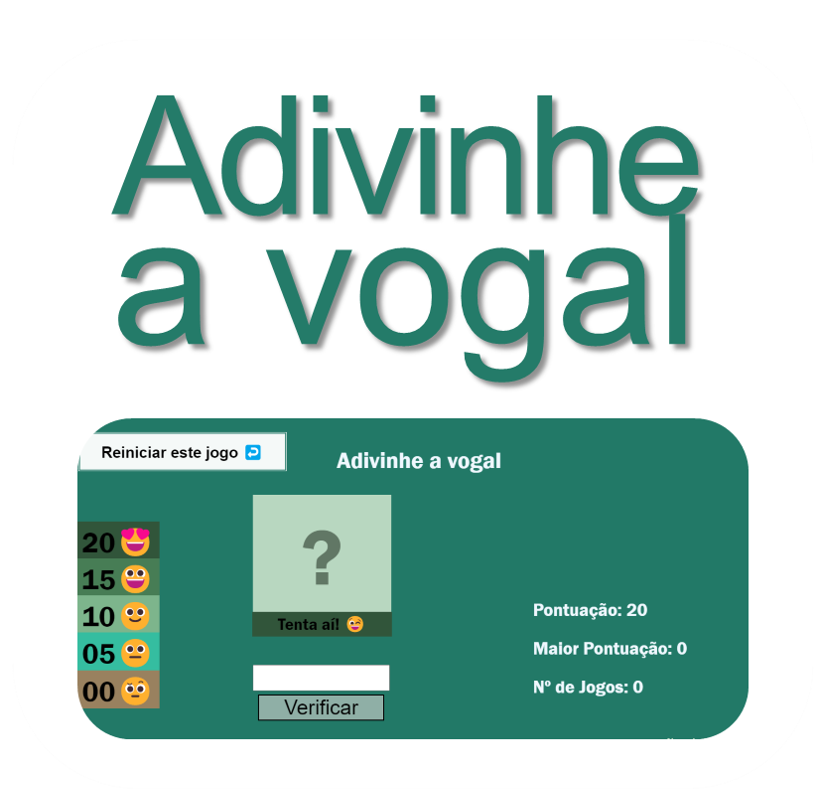 Adivinhe
a vogal
Reiniciar este jogo
Adivinhe a vogal
?
Tenta aí!
20
15
10
05
00
Pontuação: 20
Maior Pontuação: 0
Nº de Jogos: 0
Verificar